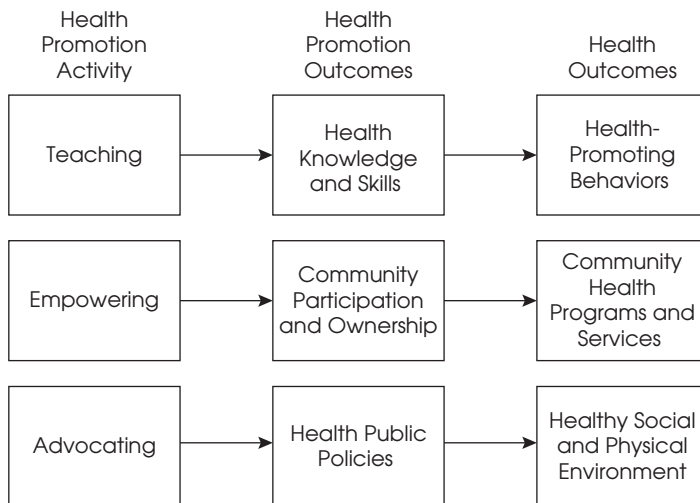 Health
Promotion
Activity
Health
Promotion
Outcomes
Health
Outcomes
Teaching
Health
Knowledge
and Skills
Health-
Promoting
Behaviors
Empowering
Community
Participation
and Ownership
Community
Health
Programs and
Services
Advocating
Health Public
Policies
Healthy Social
and Physical
Environment